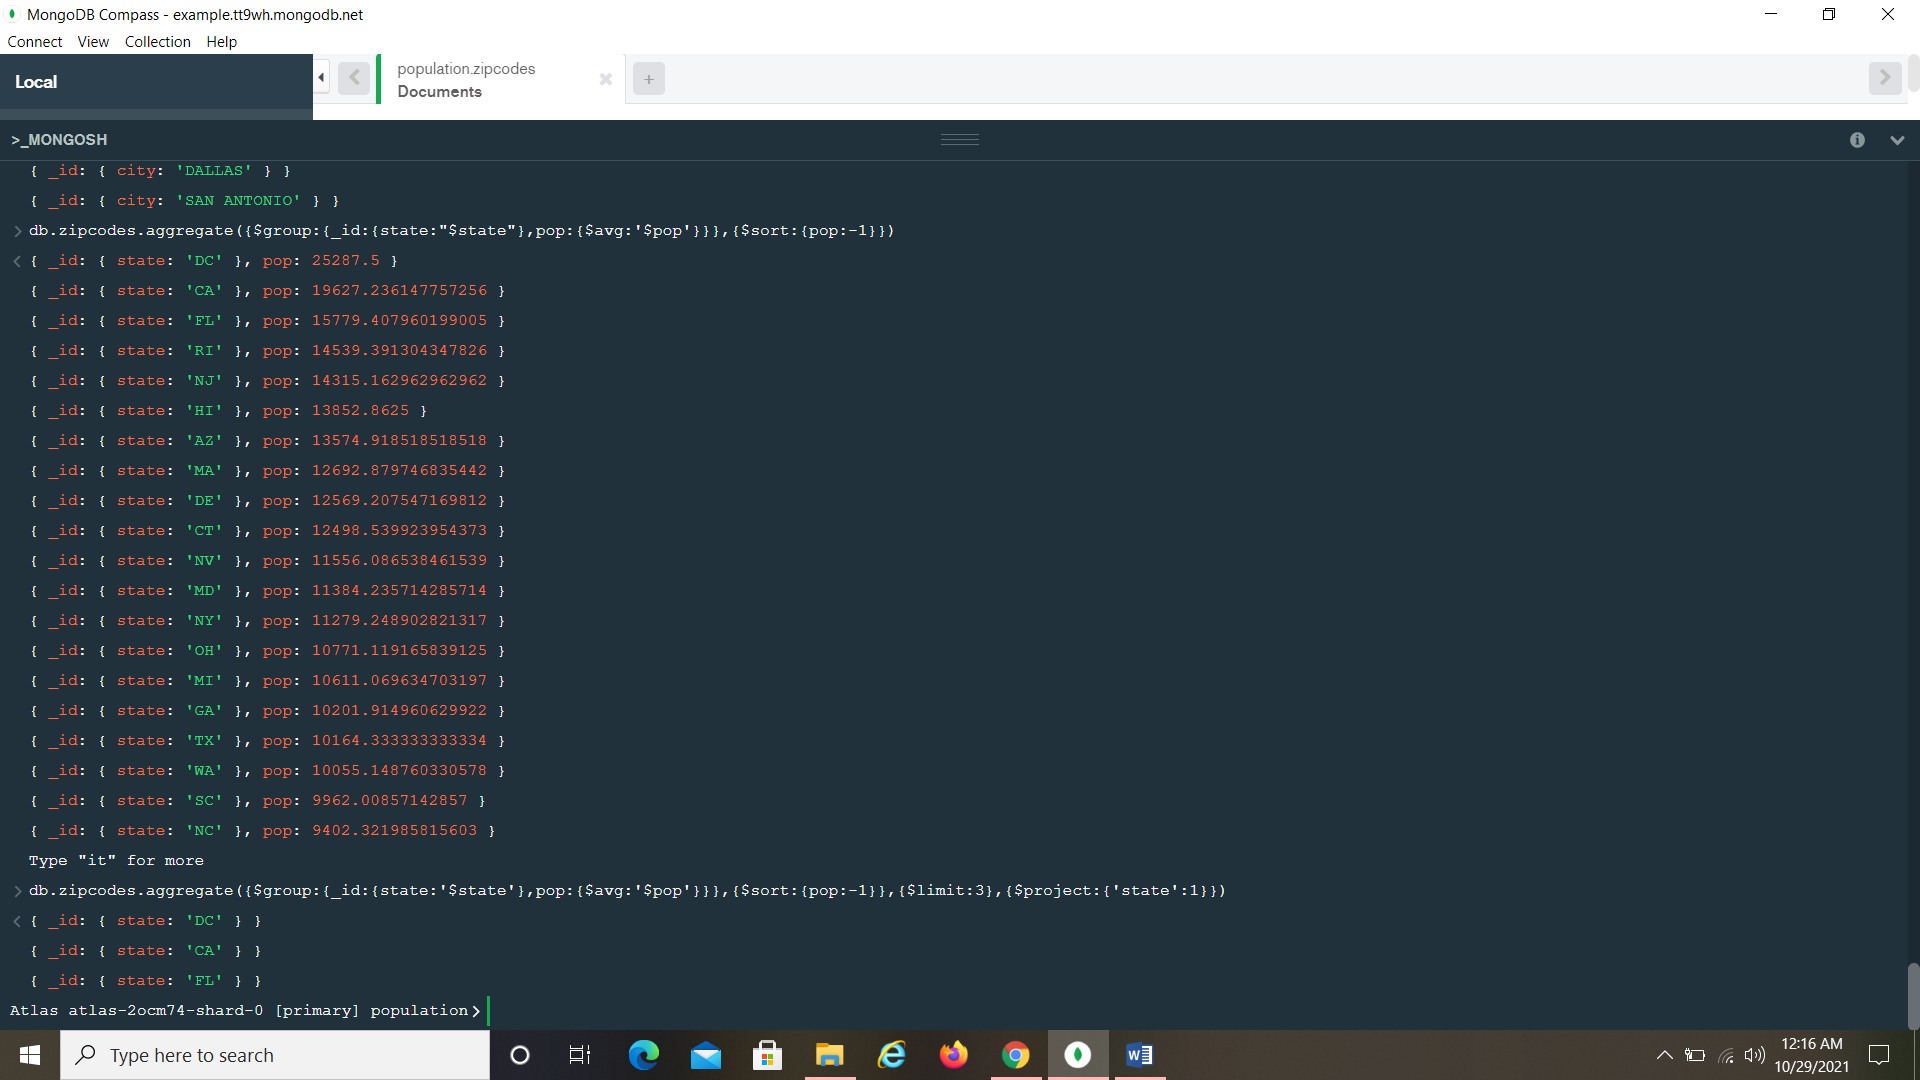 MongoDB Compass - example.tt9wh.mongodb.net
Connect View Collection Help
Local
population.zipcodes
Documents
>_MONGOSH
{ _id: { city: 'DALLAS' } }
{ _id: { city: 'SAN ANTONIO' } }
> db.zipcodes.aggregate({$group:{_id:{state:"$state"},pop:{$avg:'$pop'}}},{$sort:{pop:-1}})
< { _id: { state: 'DC' }, pop: 25287.5 }
{ _id: { state: 'CA' }, pop: 19627.236147757256 }
{ _id: { state: 'FL' }, pop: 15779.407960199005 }
{ _id: { state: 'RI' }, pop: 14539.391304347826 }
{ _id: { state: 'NJ' }, pop: 14315.162962962962 }
{ _id: { state: 'HI' }, pop: 13852.8625 }
{ _id: { state: 'AZ' }, pop: 13574.918518518518 }
{ _id: { state: 'MA' }, pop: 12692.879746835442 }
{ _id: { state: 'DE' }, pop: 12569.207547169812 }
{ _id: { state: 'CT' }, pop: 12498.539923954373 }
{ _id: { state: 'NV' }, pop: 11556.086538461539 }
{ _id: { state: 'MD' }, pop: 11384.235714285714 }
{ _id: { state: 'NY' }, pop: 11279.248902821317 }
{ _id: { state: 'OH' }, pop: 10771.119165839125 }
{ _id: { state: 'MI' }, pop: 10611.069634703197 }
{ _id: { state: 'GA' }, pop: 10201.914960629922 }
{ _id: { state: 'TX' }, pop: 10164.333333333334 }
{ _id: { state: 'WA' }, pop: 10055.148760330578 }
{ _id: { state: 'SC' }, pop: 9962.00857142857 }
{ _id: { state: 'NC' }, pop: 9402.321985815603 }
Type "it" for more
> db.zipcodes.aggregate({$group:{_id:{state:'$state'},pop:{$avg:'$pop'}}},{$sort:{pop:-1}},{$limit:3},{$project:{'state':1}})
< { _id: { state: 'DC' } }
{ _id: { state: 'CA' } }
{ _id: { state: 'FL' } }
Atlas atlas-2ocm74-shard-0 [primary] population>
Type here to search
12:16 AM
10/29/2021